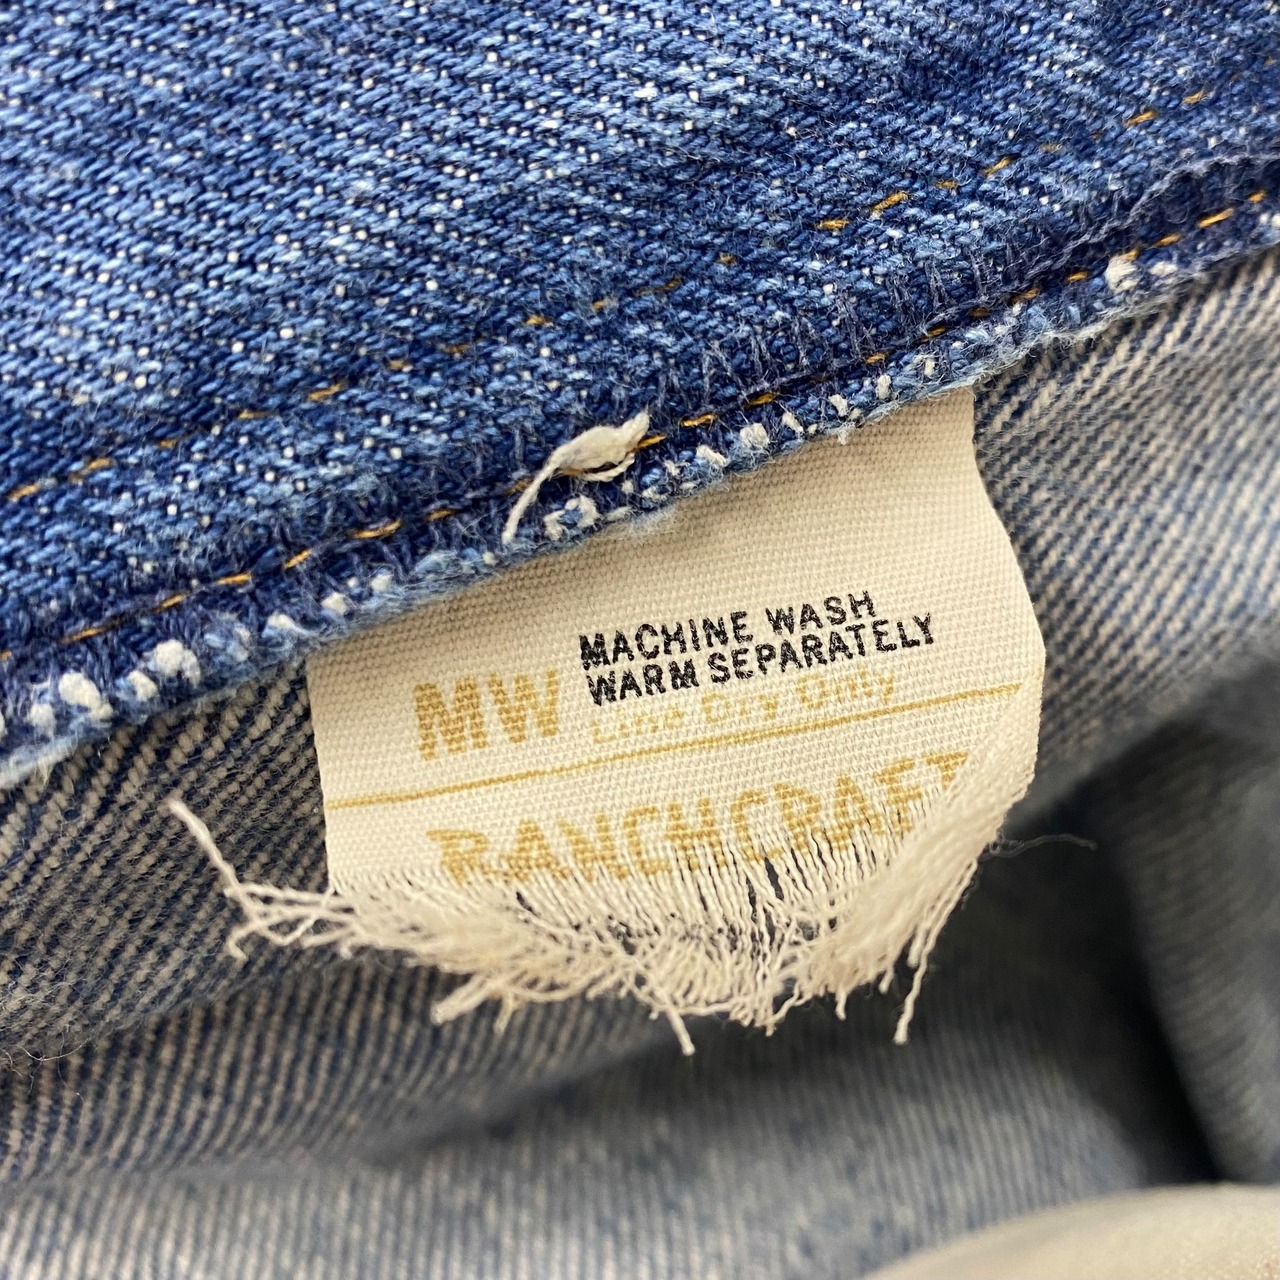 MACHINE WASH
MW WARM SEPARATELY
Line Dry Only
RANCHCRAFT